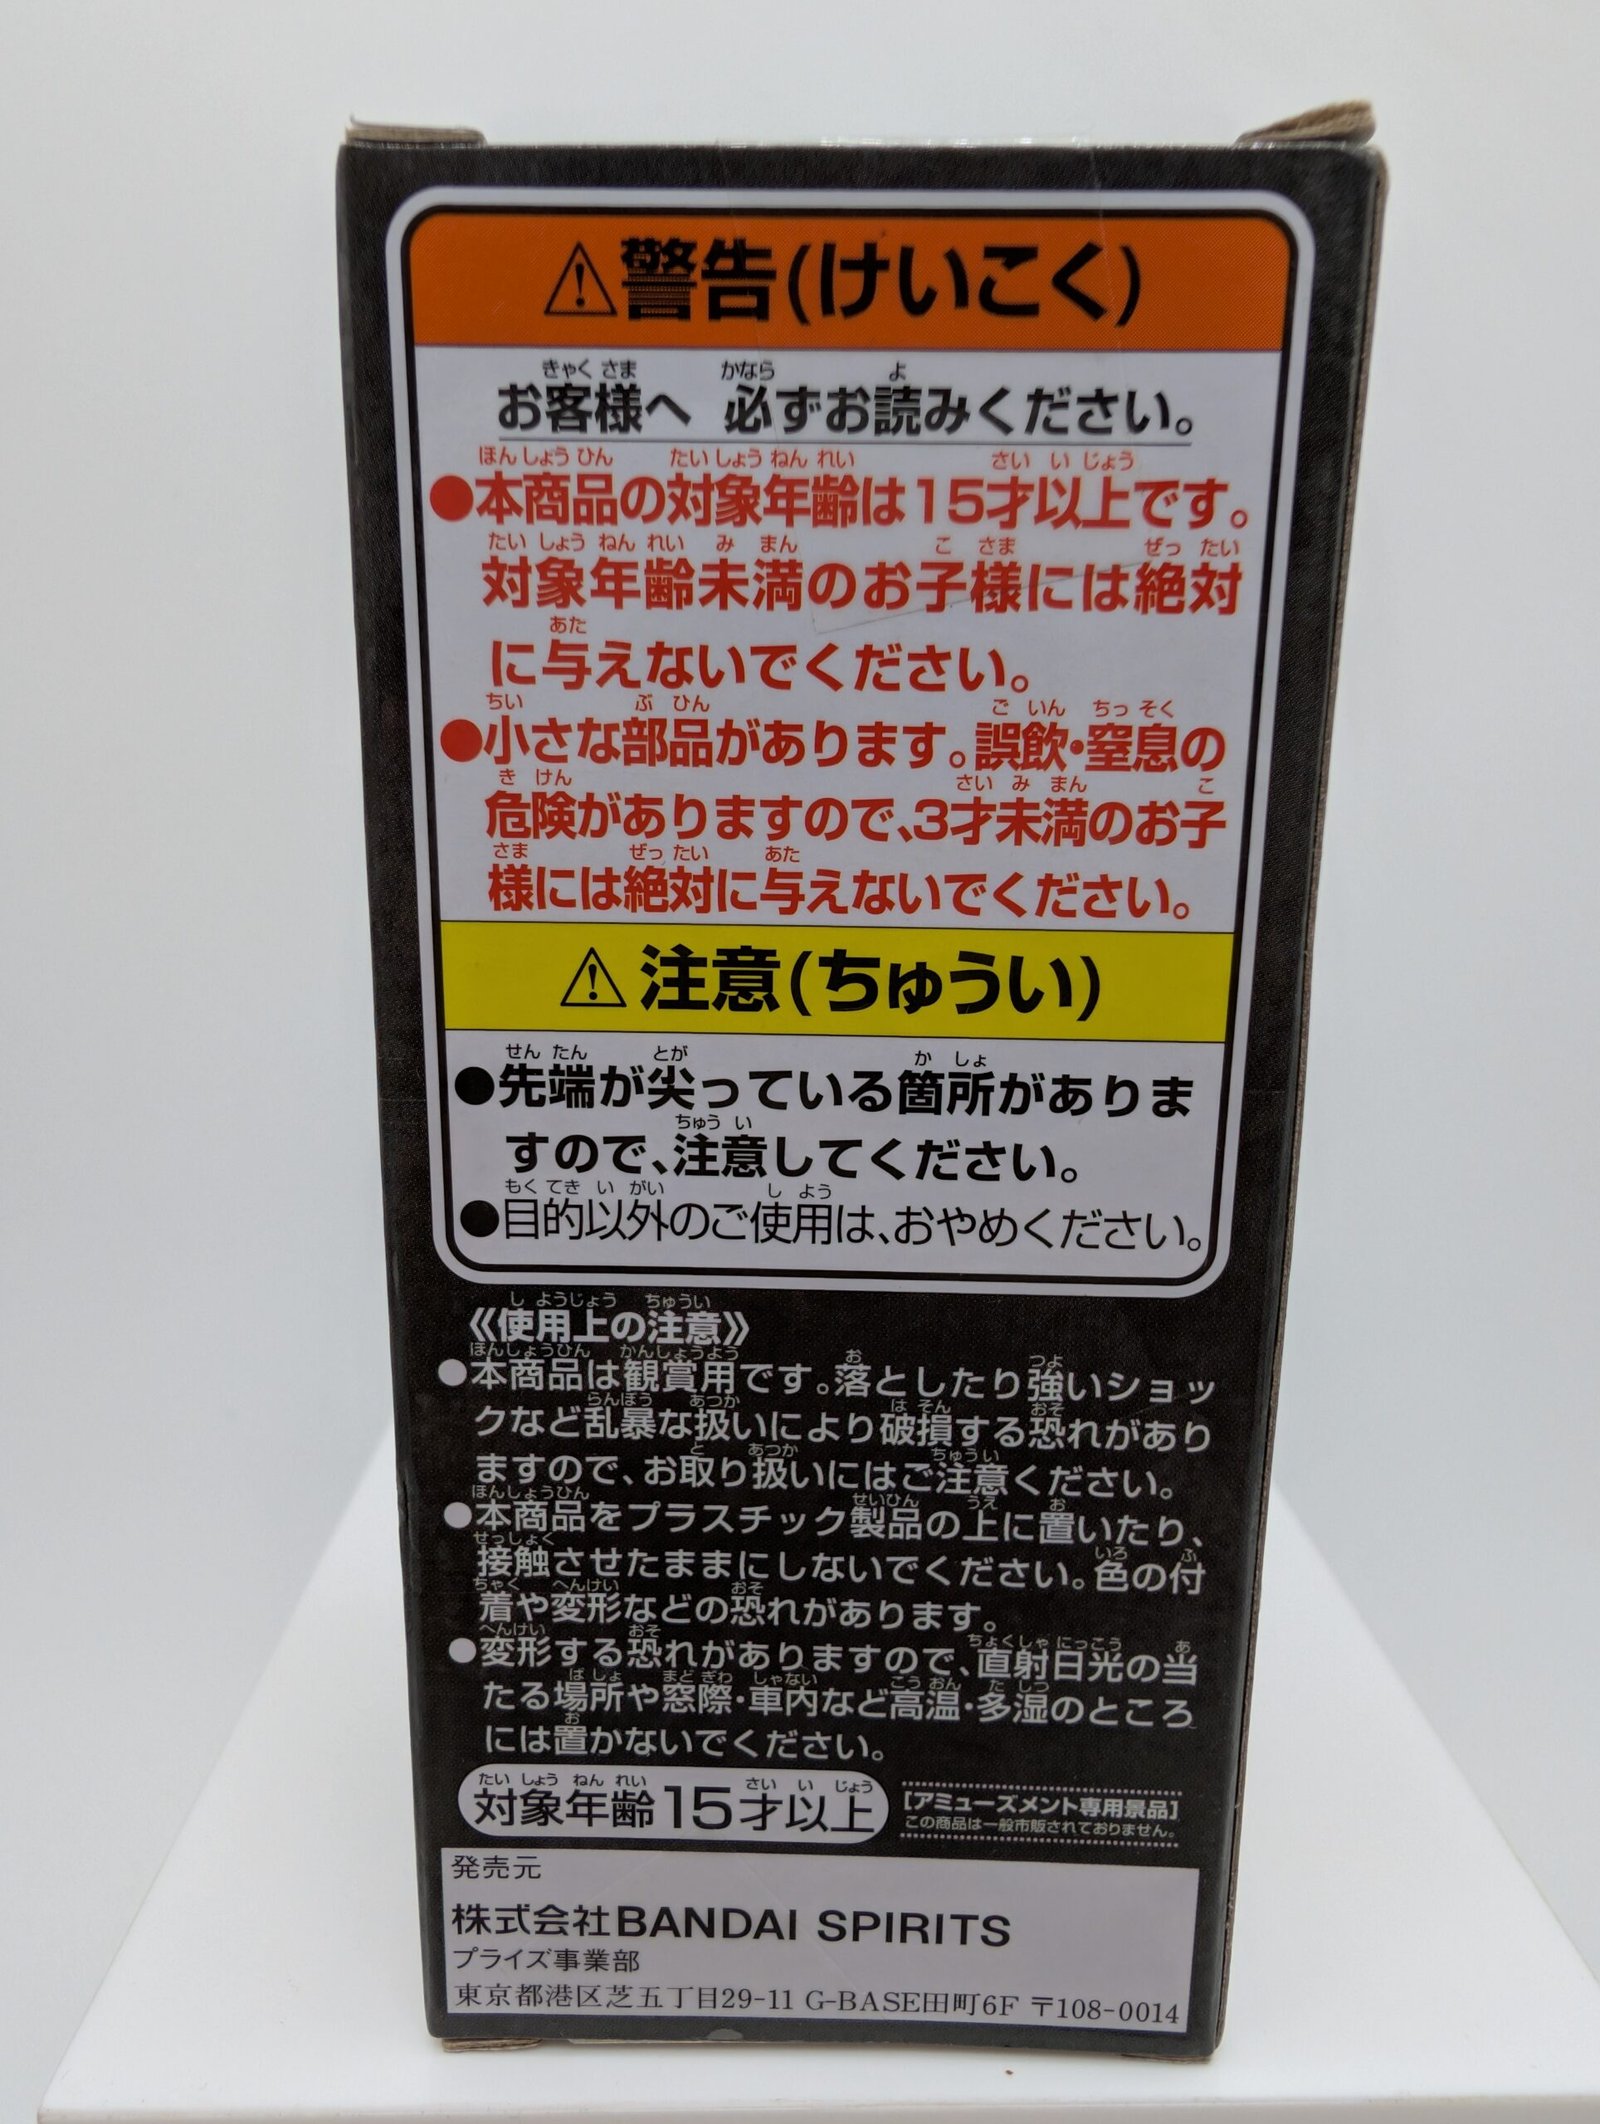 ⚠警告(けいこく)
お客様へ 必ずお読みください。
●本商品の対象年齢は15才以上です。
対象年齢未満のお子様には絶対
に与えないでください。
●小さな部品があります。誤飲・窒息の
危険がありますので、3才未満のお子
様には絶対に与えないでください。
⚠注意(ちゅうい)
●先端が尖っている箇所がありま
すので、注意してください。
●目的以外のご使用は、おやめください。
《使用上の注意》
●本商品は観賞用です。落としたり強いショッ
クなど乱暴な扱いにより破損する恐れがあり
ますので、お取り扱いにはご注意ください。
●本商品をプラスチック製品の上に置いたり、
接触させたままにしないでください。色の付
着や変形などの恐れがあります。
●変形する恐れがありますので、直射日光の当
たる場所や窓際・車内など高温・多湿のところ
には置かないでください。
対象年齢15才以上
[アミューズメント専用景品]
この商品は一般市販されておりません。
発売元
株式会社BANDAI SPIRITS
プライズ事業部
東京都港区芝五丁目29-11 G-BASE田町6F 〒108-0014